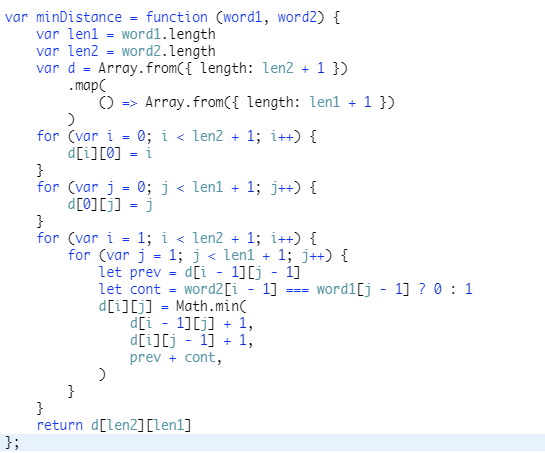 var minDistance = function (word1, word2) {
    var len1 = word1.length
    var len2 = word2.length
    var d = Array.from({ length: len2 + 1 })
        .map(
            () => Array.from({ length: len1 + 1 })
        )
    for (var i = 0; i < len2 + 1; i++) {
        d[i][0] = i
    }
    for (var j = 0; j < len1 + 1; j++) {
        d[0][j] = j
    }
    for (var i = 1; i < len2 + 1; i++) {
        for (var j = 1; j < len1 + 1; j++) {
            let prev = d[i - 1][j - 1]
            let cont = word2[i - 1] === word1[j - 1] ? 0 : 1
            d[i][j] = Math.min(
                d[i - 1][j] + 1,
                d[i][j - 1] + 1,
                prev + cont,
            )
        }
    }
    return d[len2][len1]
};